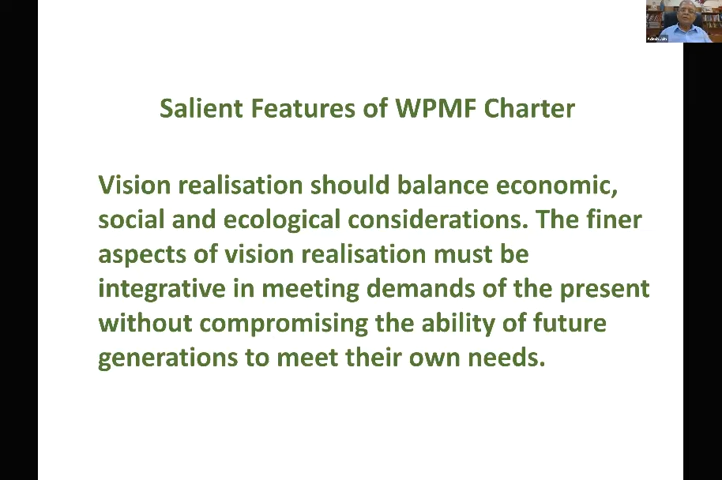 Salient Features of WPMF Charter
Vision realisation should balance economic,
social and ecological considerations. The finer
aspects of vision realisation must be
integrative in meeting demands of the present
without compromising the ability of future
generations to meet their own needs.